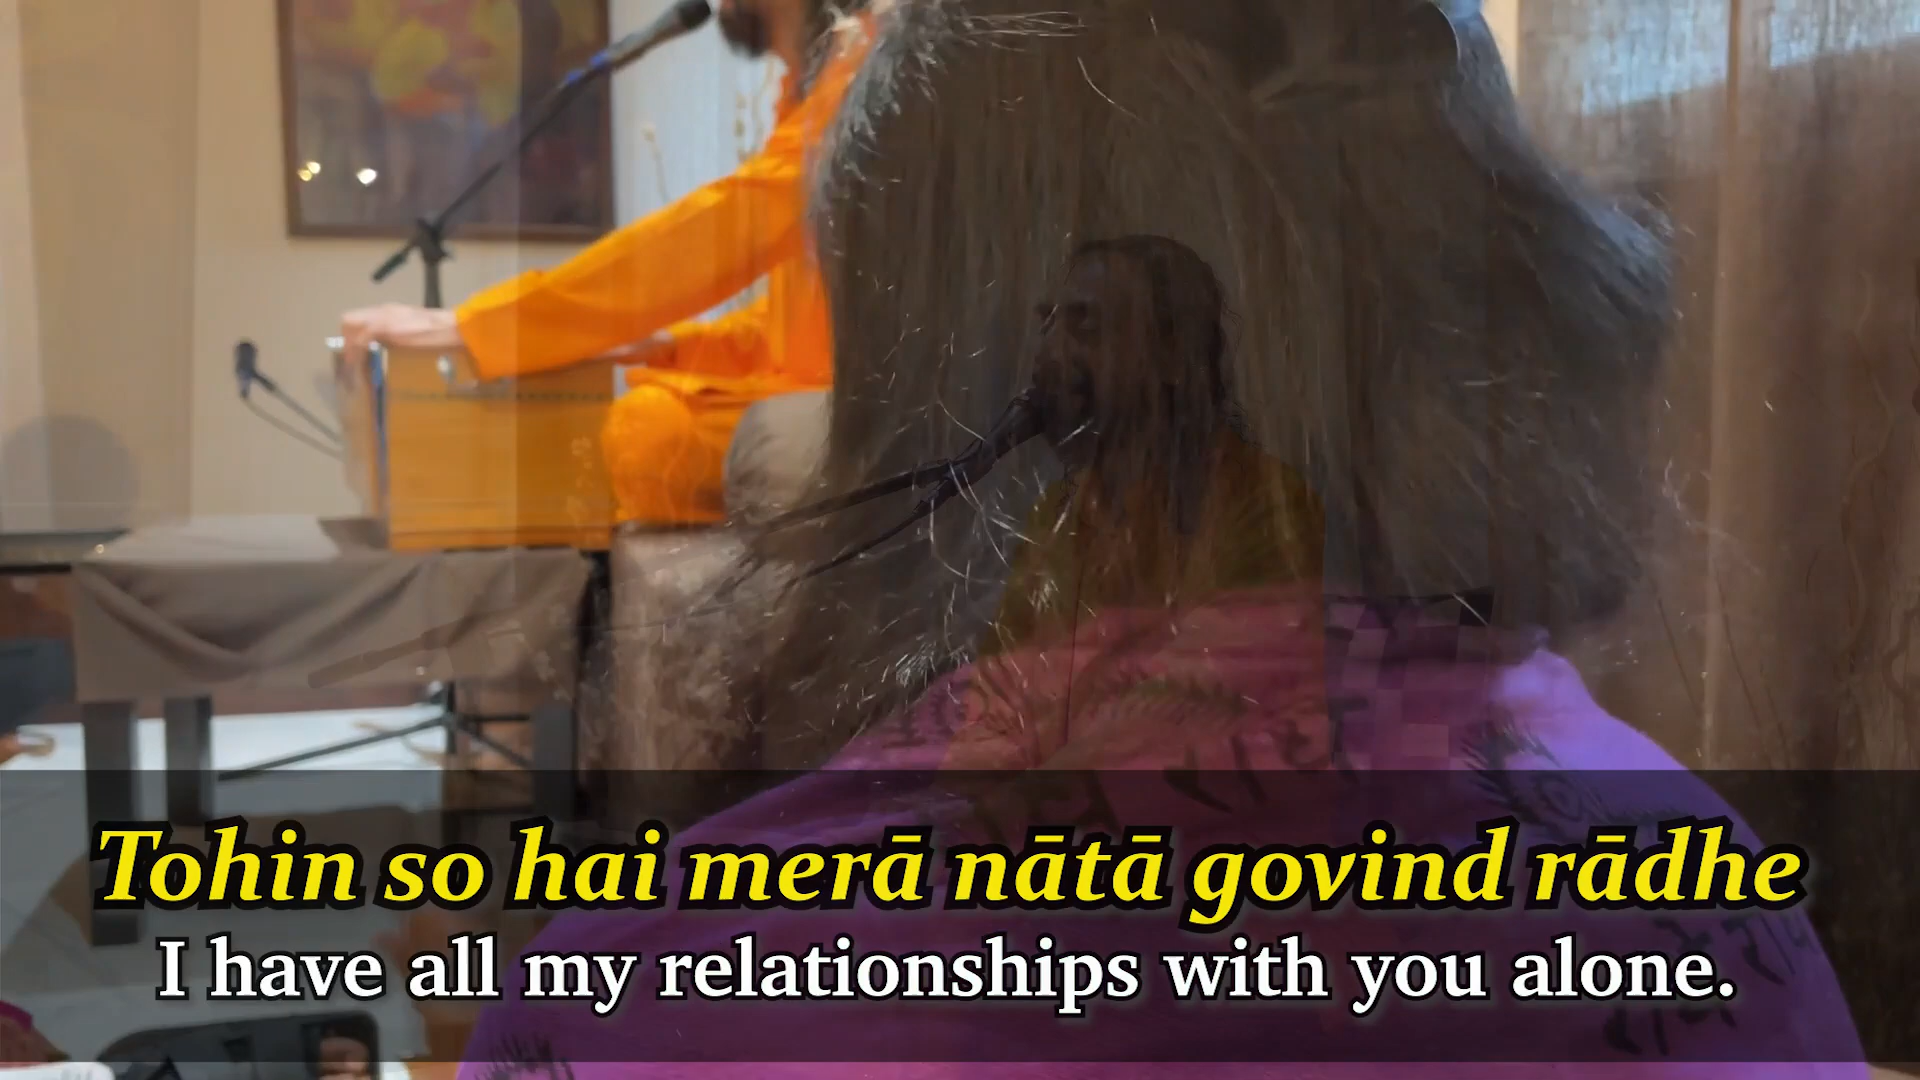 Tohin so hai merā nātā govind rādhe
I have all my relationships with you alone.